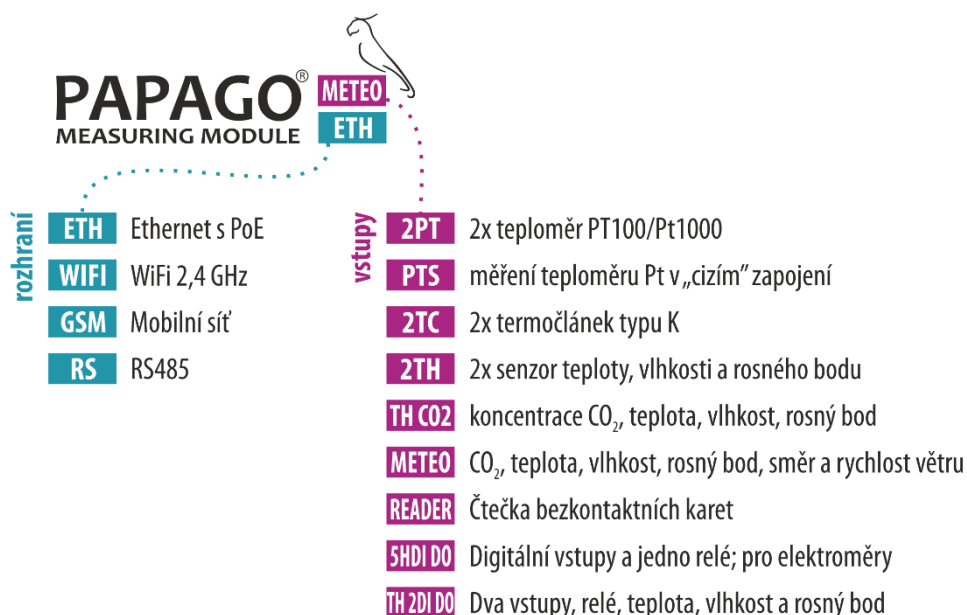 PAPAGO® METEO
MEASURING MODULE ETH
rozhraní
ETH Ethernet s PoE
WIFI WiFi 2,4 GHz
GSM Mobilní síť
RS RS485
vstupy
2PT 2x teploměr PT100/Pt1000
PTS měření teploměru Pt v „cizím” zapojení
2TC 2x termočlánek typu K
2TH 2x senzor teploty, vlhkosti a rosného bodu
TH CO2 koncentrace CO₂, teplota, vlhkost, rosný bod
METEO CO₂, teplota, vlhkost, rosný bod, směr a rychlost větru
READER Čtečka bezkontaktních karet
5HDI DO Digitální vstupy a jedno relé; pro elektroměry
TH 2DI DO Dva vstupy, relé, teplota, vlhkost a rosný bod